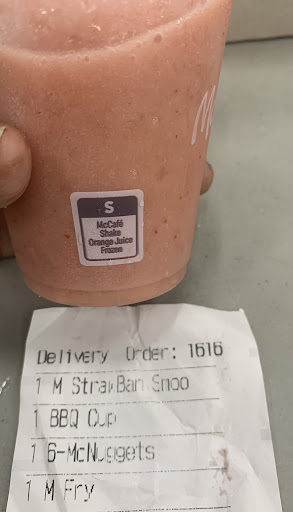 S
McCafé
Shake
Orange Juice
Frozen
M
Delivery Order: 1616
1 M StrawBan Smoo
1 BBQ Cup
1 6-McNuggets
1 M Fry